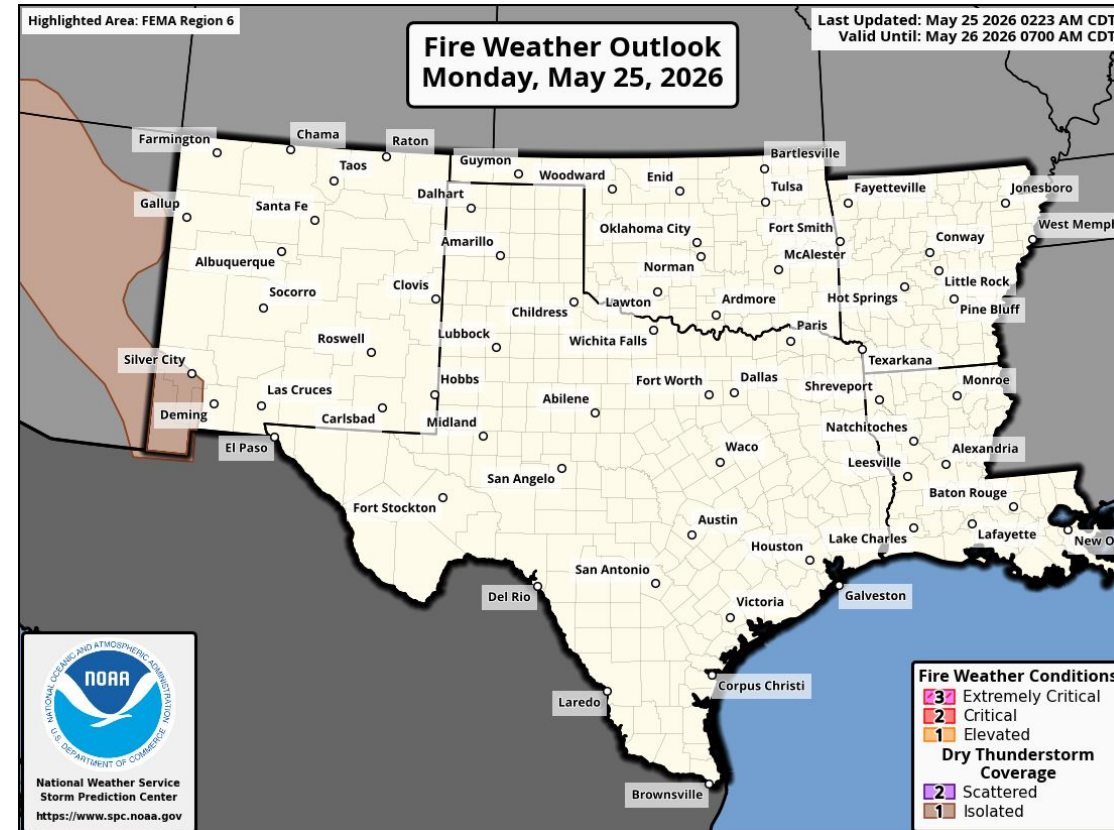 Highlighted Area: FEMA Region 6
Fire Weather Outlook
Monday, May 25, 2026
Last Updated: May 25 2026 0223 AM CDT
Valid Until: May 26 2026 0700 AM CDT
Farmington
Chama
Raton
Taos
Guymon
Woodward
Enid
Bartlesville
Tulsa
Fayetteville
Jonesboro
Gallup
Santa Fe
Dalhart
Oklahoma City
Fort Smith
Conway
West Memph
Albuquerque
Amarillo
Norman
McAlester
Little Rock
Socorro
Clovis
Childress
Lawton
Ardmore
Hot Springs
Pine Bluff
Roswell
Lubbock
Wichita Falls
Paris
Texarkana
Silver City
Las Cruces
Hobbs
Fort Worth
Dallas
Shreveport
Monroe
Deming
Carlsbad
Midland
Abilene
Natchitoches
El Paso
San Angelo
Waco
Leesville
Alexandria
Fort Stockton
Austin
Baton Rouge
Houston
Lake Charles
Lafayette
New O
Del Rio
San Antonio
Galveston
Victoria
Laredo
Corpus Christi
Brownsville
NATIONAL OCEANIC AND ATMOSPHERIC ADMINISTRATION
NOAA
U.S. DEPARTMENT OF COMMERCE
National Weather Service
Storm Prediction Center
https://www.spc.noaa.gov
Fire Weather Conditions
3 Extremely Critical
2 Critical
1 Elevated
Dry Thunderstorm
Coverage
2 Scattered
1 Isolated